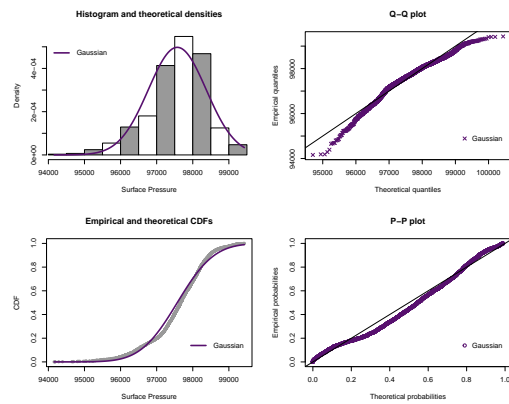 Histogram and theoretical densities
Gaussian
Density
0e+00 2e−04 4e−04
94000 95000 96000 97000 98000 99000
Surface Pressure
Q−Q plot
Gaussian
Empirical quantiles
94000 96000 98000
95000 96000 97000 98000 99000 100000
Theoretical quantiles
Empirical and theoretical CDFs
Gaussian
CDF
0.0 0.2 0.4 0.6 0.8 1.0
94000 95000 96000 97000 98000 99000
Surface Pressure
P−P plot
Gaussian
Empirical probabilities
0.0 0.2 0.4 0.6 0.8 1.0
0.0 0.2 0.4 0.6 0.8 1.0
Theoretical probabilities